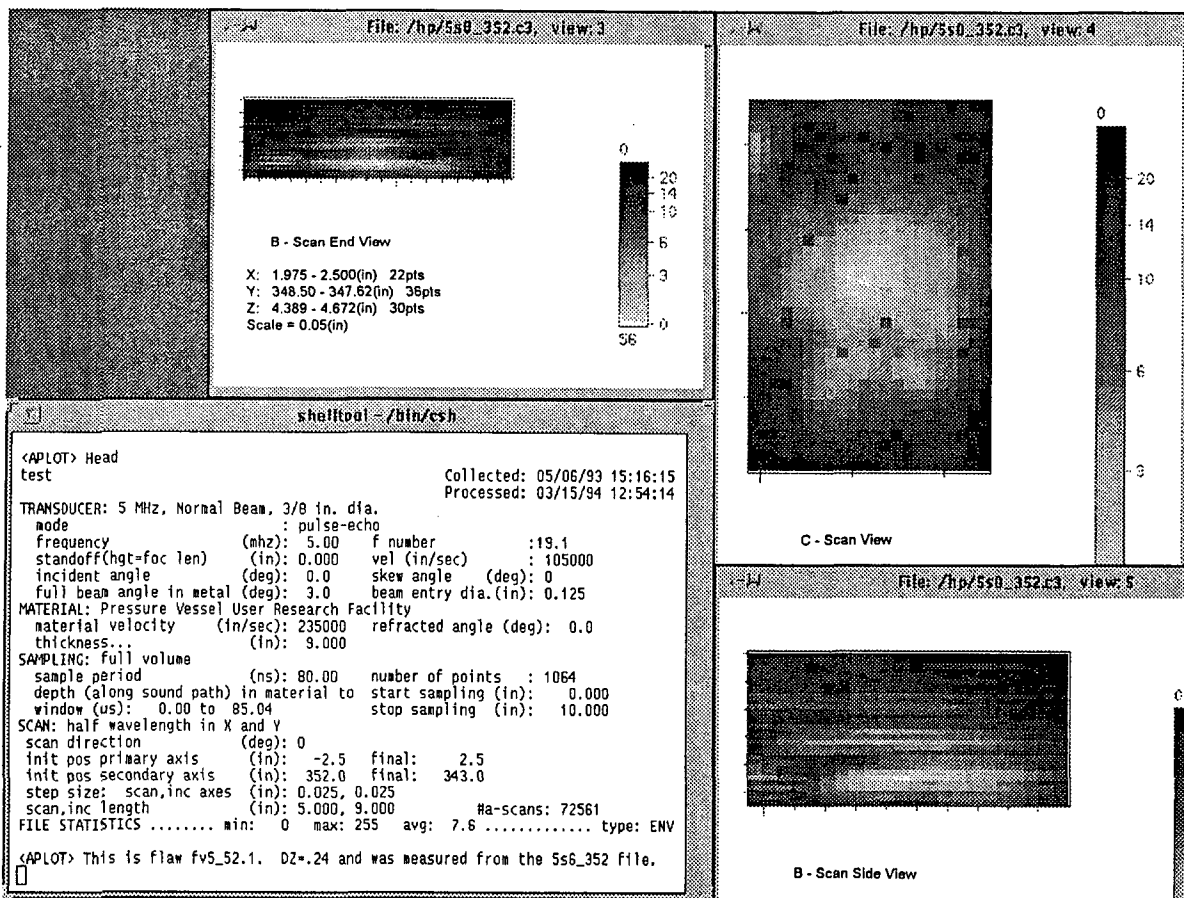 File: /hp/5s0_352.c3, view: 3
0
20
14
10
6
3
0
56
B - Scan End View
X: 1.975 - 2.500(in) 22pts
Y: 348.50 - 347.62(in) 36pts
Z: 4.389 - 4.672(in) 30pts
Scale = 0.05(in)
File: /hp/5s0_352.c3, view: 4
0
20
14
10
6
3
C - Scan View
shelltool - /bin/csh
<APLOT> Head
test
Collected: 05/06/93 15:16:15
Processed: 03/15/94 12:54:14
TRANSDUCER: 5 MHz, Normal Beam, 3/8 in. dia.
mode : pulse-echo
frequency (mhz): 5.00 f number :19.1
standoff(hgt=foc len) (in): 0.000 vel (in/sec) : 105000
incident angle (deg): 0.0 skew angle (deg): 0
full beam angle in metal (deg): 3.0 beam entry dia.(in): 0.125
MATERIAL: Pressure Vessel User Research Facility
material velocity (in/sec): 235000 refracted angle (deg): 0.0
thickness... (in): 9.000
SAMPLING: full volume
sample period (ns): 80.00 number of points : 1064
depth (along sound path) in material to start sampling (in): 0.000
window (us): 0.00 to 85.04 stop sampling (in): 10.000
SCAN: half wavelength in X and Y
scan direction (deg): 0
init pos primary axis (in): -2.5 final: 2.5
init pos secondary axis (in): 352.0 final: 343.0
step size: scan,inc axes (in): 0.025, 0.025
scan,inc length (in): 5.000, 9.000 #a-scans: 72561
FILE STATISTICS ........ min: 0 max: 255 avg: 7.6 ............. type: ENV
<APLOT> This is flaw fv5_52.1. DZ=.24 and was measured from the 5s6_352 file.
File: /hp/5s0_352.c3, view: 5
0
B - Scan Side View